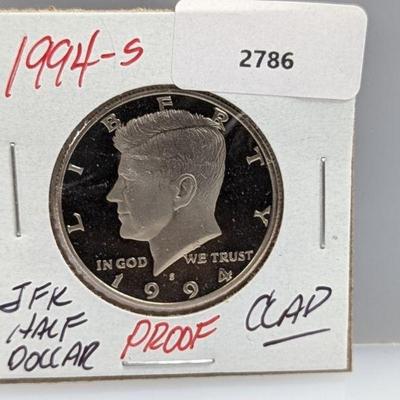 1994-S
2786
LIBERTY
IN GOD WE TRUST
S
1994
JFK
HALF
DOLLAR
PROOF
CLAD